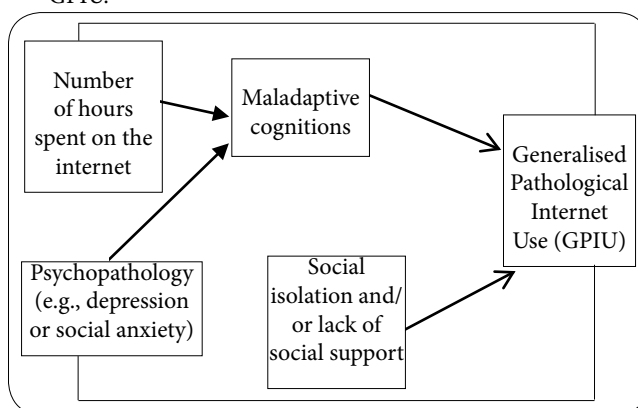 GPIU.
Number
of hours
spent on the
internet
Maladaptive
cognitions
Generalised
Pathological
Internet
Use (GPIU)
Psychopathology
(e.g., depression
or social anxiety)
Social
isolation and/
or lack of
social support